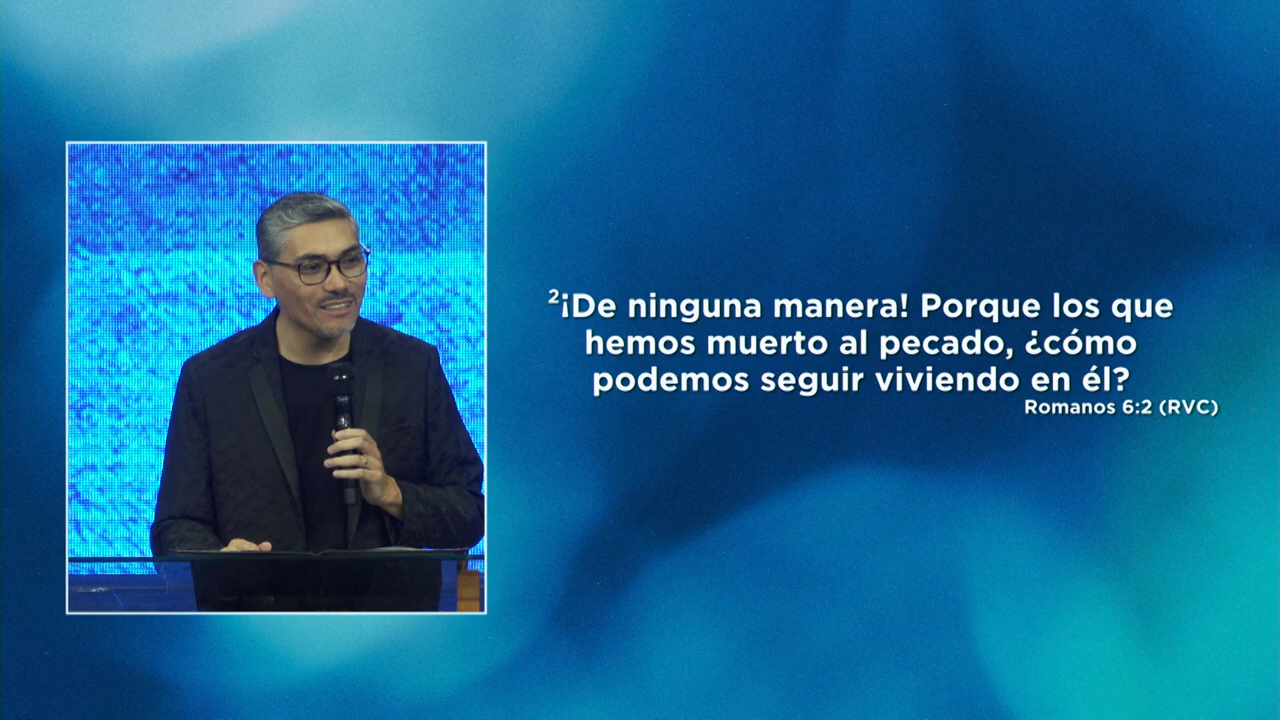 ²¡De ninguna manera! Porque los que
hemos muerto al pecado, ¿cómo
podemos seguir viviendo en él?
Romanos 6:2 (RVC)